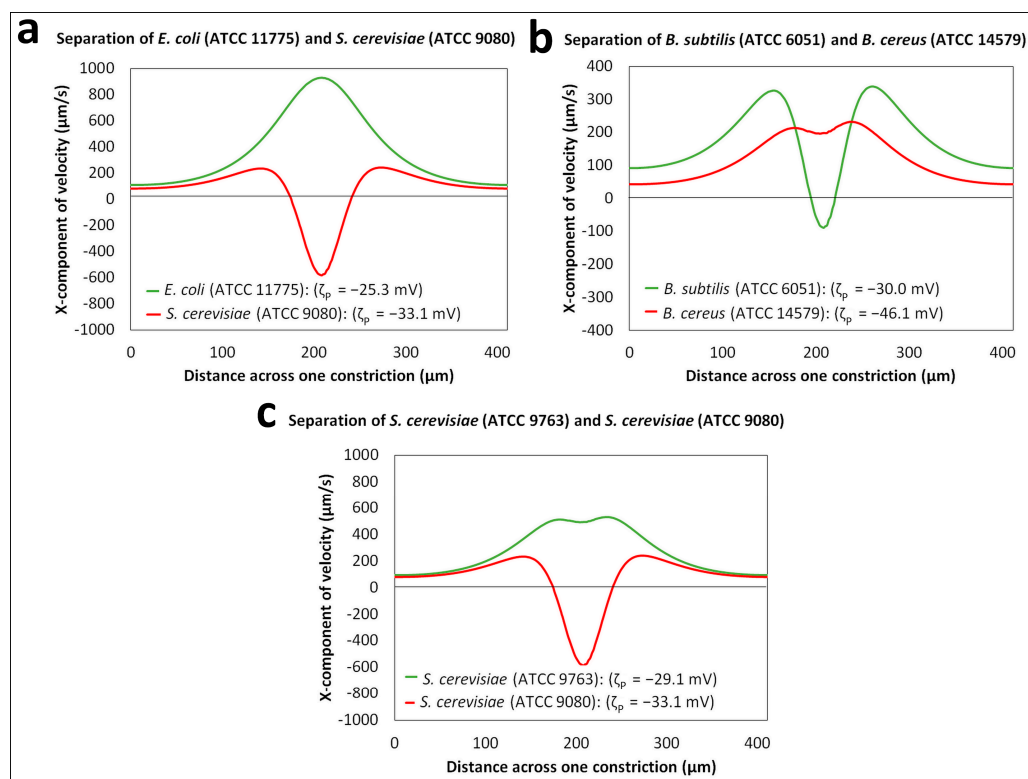 a
Separation of E. coli (ATCC 11775) and S. cerevisiae (ATCC 9080)
X-component of velocity (µm/s)
1000
800
600
400
200
0
-200
-400
-600
-800
-1000
E. coli (ATCC 11775): (ζP = −25.3 mV)
S. cerevisiae (ATCC 9080): (ζP = −33.1 mV)
0 100 200 300 400
Distance across one constriction (µm)
b
Separation of B. subtilis (ATCC 6051) and B. cereus (ATCC 14579)
X-component of velocity (µm/s)
400
300
200
100
0
-100
-200
-300
-400
B. subtilis (ATCC 6051): (ζP = −30.0 mV)
B. cereus (ATCC 14579): (ζP = −46.1 mV)
0 100 200 300 400
Distance across one constriction (µm)
c
Separation of S. cerevisiae (ATCC 9763) and S. cerevisiae (ATCC 9080)
X-component of velocity (µm/s)
1000
800
600
400
200
0
-200
-400
-600
-800
-1000
S. cerevisiae (ATCC 9763): (ζP = −29.1 mV)
S. cerevisiae (ATCC 9080): (ζP = −33.1 mV)
0 100 200 300 400
Distance across one constriction (µm)